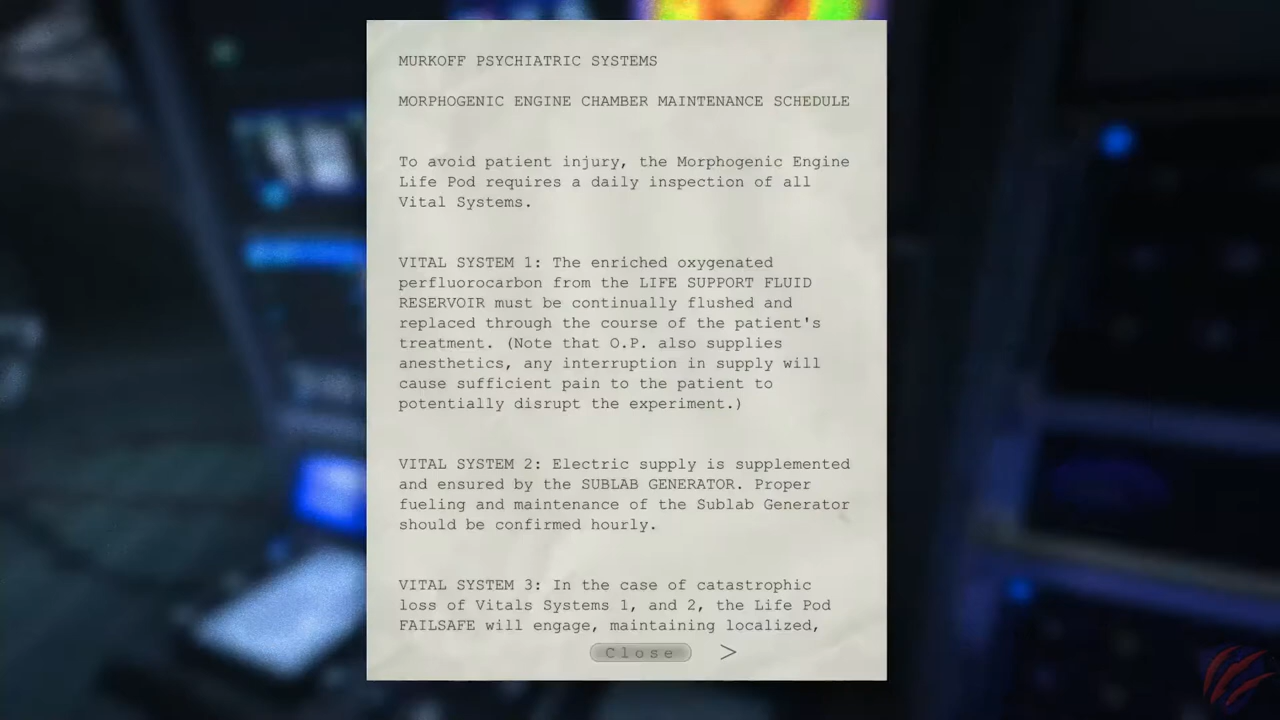 MURKOFF PSYCHIATRIC SYSTEMS
MORPHOGENIC ENGINE CHAMBER MAINTENANCE SCHEDULE
To avoid patient injury, the Morphogenic Engine
Life Pod requires a daily inspection of all
Vital Systems.
VITAL SYSTEM 1: The enriched oxygenated
perfluorocarbon from the LIFE SUPPORT FLUID
RESERVOIR must be continually flushed and
replaced through the course of the patient's
treatment. (Note that O.P. also supplies
anesthetics, any interruption in supply will
cause sufficient pain to the patient to
potentially disrupt the experiment.)
VITAL SYSTEM 2: Electric supply is supplemented
and ensured by the SUBLAB GENERATOR. Proper
fueling and maintenance of the Sublab Generator
should be confirmed hourly.
VITAL SYSTEM 3: In the case of catastrophic
loss of Vitals Systems 1, and 2, the Life Pod
FAILSAFE will engage, maintaining localized,
Close >